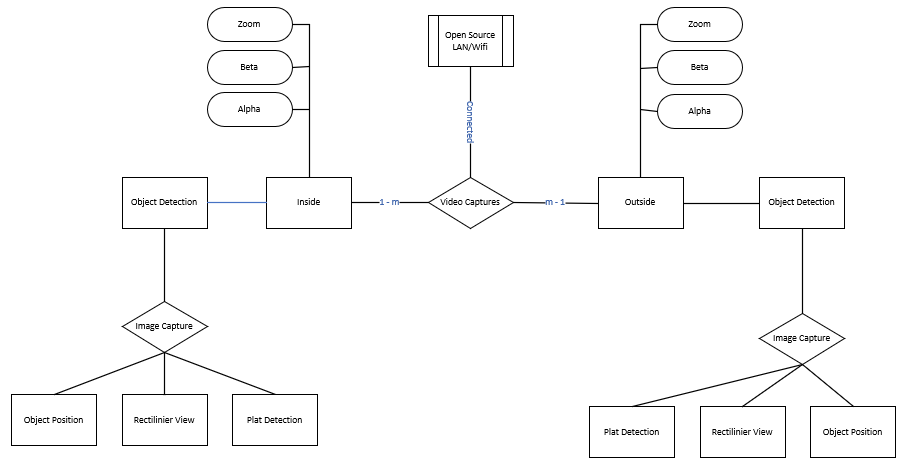 Zoom
Open Source
LAN/Wifi
Zoom
Beta
Beta
Alpha
Connected
Alpha
Object Detection
Inside
1 - m
Video Captures
m - 1
Outside
Object Detection
Image Capture
Image Capture
Object Position
Rectilinier View
Plat Detection
Plat Detection
Rectilinier View
Object Position